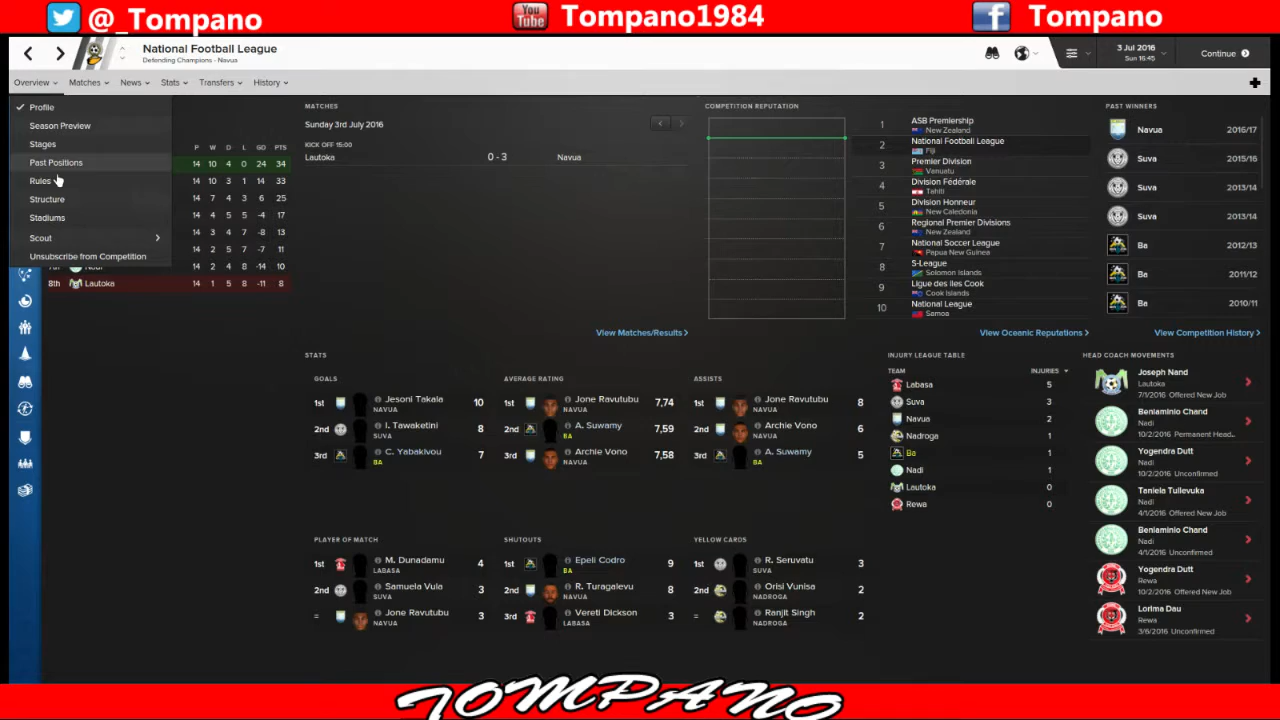 @_Tompano
You Tube
Tompano1984
Tompano
National Football League
Defending Champions - Navua
3 Jul 2016
Sun 16:45
Continue
Overview
Matches
News
Stats
Transfers
History
Profile
Season Preview
Stages
Past Positions
Rules
Structure
Stadiums
Scout
Unsubscribe from Competition
P W D L GD PTS
14 10 4 0 24 34
14 10 3 1 14 33
14 7 4 3 6 25
14 4 5 5 -4 17
14 3 4 7 -8 13
14 2 5 7 -7 11
14 2 4 8 -14 10
8th Lautoka 14 1 5 8 -11 8
MATCHES
Sunday 3rd July 2016
KICK OFF 15:00
Lautoka 0 - 3 Navua
View Matches/Results
COMPETITION REPUTATION
1 ASB Premiership
New Zealand
2 National Football League
Fiji
3 Premier Division
Vanuatu
4 Division Fédérale
Tahiti
5 Division Honneur
New Caledonia
6 Regional Premier Divisions
New Zealand
7 National Soccer League
Papua New Guinea
8 S-League
Solomon Islands
9 Ligue des Iles Cook
Cook Islands
10 National League
Samoa
View Oceanic Reputations
PAST WINNERS
Navua 2016/17
Suva 2015/16
Suva 2013/14
Suva 2013/14
Ba 2012/13
Ba 2011/12
Ba 2010/11
View Competition History
STATS
GOALS
1st Jesoni Takala 10
NAVUA
2nd I. Tawaketini 8
SUVA
3rd C. Yabakivou 7
BA
AVERAGE RATING
1st Jone Ravutubu 7,74
NAVUA
2nd A. Suwamy 7,59
BA
3rd Archie Vono 7,58
NAVUA
ASSISTS
1st Jone Ravutubu 8
NAVUA
2nd Archie Vono 6
NAVUA
3rd A. Suwamy 5
BA
PLAYER OF MATCH
1st M. Dunadamu 4
LABASA
2nd Samuela Vula 3
SUVA
= Jone Ravutubu 3
NAVUA
SHUTOUTS
1st Epeli Codro 9
BA
2nd R. Turagalevu 8
NAVUA
3rd Vereti Dickson 3
LABASA
YELLOW CARDS
1st R. Seruvatu 3
SUVA
2nd Orisi Vunisa 2
NADROGA
= Ranjit Singh 2
NADROGA
INJURY LEAGUE TABLE
TEAM INJURIES
Labasa 5
Suva 3
Navua 2
Nadroga 1
Ba 1
Nadi 1
Lautoka 0
Rewa 0
HEAD COACH MOVEMENTS
Joseph Nand
Lautoka
7/1/2016 Offered New Job
Beniaminio Chand
Nadi
10/2/2016 Permanent Head...
Yogendra Dutt
Nadi
10/2/2016 Unconfirmed
Taniela Tulievuka
Nadi
4/1/2016 Offered New Job
Beniaminio Chand
Nadi
4/1/2016 Unconfirmed
Yogendra Dutt
Rewa
10/2/2016 Offered New Job
Lorima Dau
Rewa
3/6/2016 Unconfirmed
TOMPANO